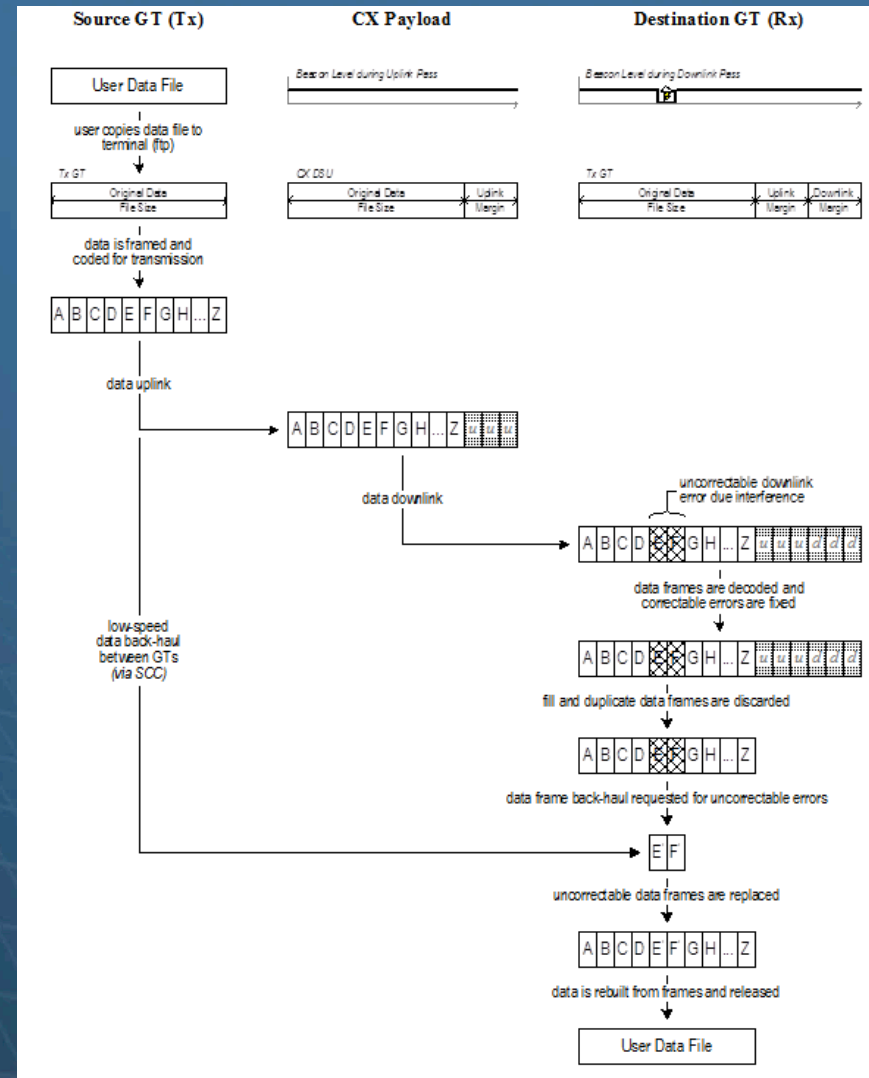 Source GT (Tx)
CX Payload
Destination GT (Rx)
User Data File
Beacon Level during Uplink Pass
Beacon Level during Downlink Pass
user copies data file to
terminal (ftp)
Tx GT
CX DSU
Tx GT
Original Data
File Size
Original Data
File Size
Uplink
Margin
Original Data
File Size
Uplink
Margin
Downlink
Margin
data is framed and
coded for transmission
A B C D E F G H ... Z
data uplink
A B C D E F G H ... Z u u u
data downlink
uncorrectable downlink
error due interference
A B C D E F G H ... Z u u u d d d
data frames are decoded and
correctable errors are fixed
low-speed
data back-haul
between GTs
(via SCC)
A B C D E F G H ... Z u u u d d d
fill and duplicate data frames are discarded
A B C D E F G H ... Z
data frame back-haul requested for uncorrectable errors
E' F'
uncorrectable data frames are replaced
A B C D E' F' G H ... Z
data is rebuilt from frames and released
User Data File